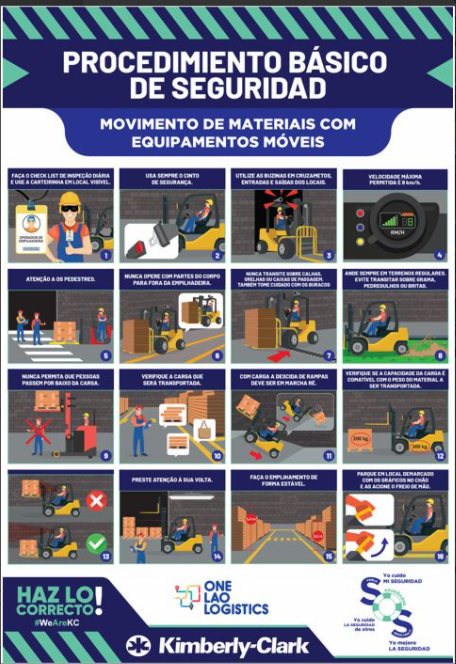 PROCEDIMIENTO BÁSICO
DE SEGURIDAD
MOVIMENTO DE MATERIAIS COM
EQUIPAMENTOS MÓVEIS
FAÇA O CHECK LIST DE INSPEÇÃO DIÁRIA
E USE A CARTEIRINHA EM LOCAL VISÍVEL.
OPERADOR DE
EMPILHADEIRA
1
USA SEMPRE O CINTO
DE SEGURANÇA.
2
UTILIZE AS BUZINAS EM CRUZAMETOS,
ENTRADAS E SAÍDAS DOS LOCAIS.
3
VELOCIDADE MÁXIMA
PERMITIDA É 8 km/h.
KM/H
4
ATENÇÃO A OS PEDESTRES.
5
NUNCA OPERE COM PARTES DO CORPO
PARA FORA DA EMPILHADEIRA.
6
NUNCA TRANSITE SOBRE CALHAS,
GRELHAS OU CAIXAS DE PASSAGEM.
TAMBÉM TOME CUIDADO COM OS BURACOS
7
ANDE SEMPRE EM TERRENOS REGULARES.
EVITE TRANSITAR SOBRE GRAMA,
PEDREGULHOS OU BRITAS.
8
NUNCA PERMITA QUE PESSOAS
PASSEM POR BAIXO DA CARGA.
9
VERIFIQUE A CARGA QUE
SERÁ TRANSPORTADA.
10
COM CARGA A DESCIDA DE RAMPAS
DEVE SER EM MARCHA RÉ.
11
VERIFIQUE SE A CAPACIDADE DA CARGA É
COMATÍVEL COM O PESO DO MATERIAL A
SER TRANSPORTADA.
200 kg
12
13
PRESTE ATENÇÃO À SUA VOLTA.
14
FAÇA O EMPLIHAMENTO DE
FORMA ESTÁVEL.
15
PARQUE EM LOCAL DEMARCADO
COM OS GRÁFICOS NO CHÃO
E AS ACIONE O FREIO DE MÃO.
16
HAZ LO
CORRECTO!
#WeAreKC
ONE
LAO
LOGISTICS
Yo cuido
MI SEGURIDAD
Yo cuido
LA SEGURIDAD
de otros
Yo mejoro
LA SEGURIDAD
Kimberly-Clark